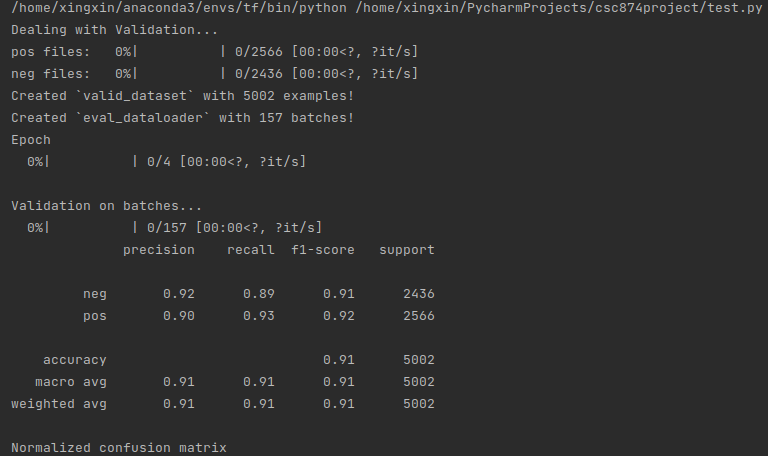 /home/xingxin/anaconda3/envs/tf/bin/python /home/xingxin/PycharmProjects/csc874project/test.py
Dealing with Validation...
pos files:   0%|          | 0/2566 [00:00<?, ?it/s]
neg files:   0%|          | 0/2436 [00:00<?, ?it/s]
Created `valid_dataset` with 5002 examples!
Created `eval_dataloader` with 157 batches!
Epoch
  0%|          | 0/4 [00:00<?, ?it/s]

Validation on batches...
  0%|          | 0/157 [00:00<?, ?it/s]
              precision    recall  f1-score   support

         neg       0.92      0.89      0.91      2436
         pos       0.90      0.93      0.92      2566

    accuracy                           0.91      5002
   macro avg       0.91      0.91      0.91      5002
weighted avg       0.91      0.91      0.91      5002

Normalized confusion matrix